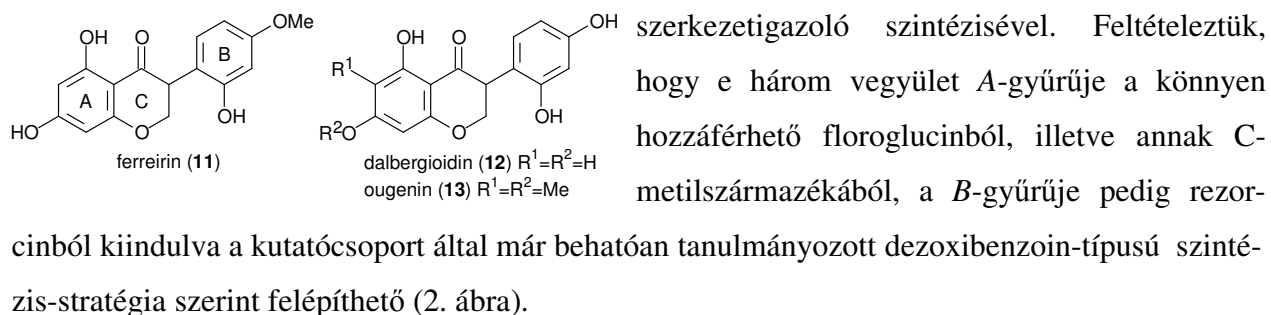 OH
O
OMe
B
A
C
HO
O
OH
ferreirin (11)
OH
O
OH
R¹
R²O
O
OH
dalbergioidin (12) R¹=R²=H
ougenin (13) R¹=R²=Me
szerkezetigazoló szintézisével. Feltételeztük,
hogy e három vegyület A-gyűrűje a könnyen
hozzáférhető floroglucinból, illetve annak C-
metilszármazékából, a B-gyűrűje pedig rezor-
cinból kiindulva a kutatócsoport által már behatóan tanulmányozott dezoxibenzoin-típusú szinté-
zis-stratégia szerint felépíthető (2. ábra).